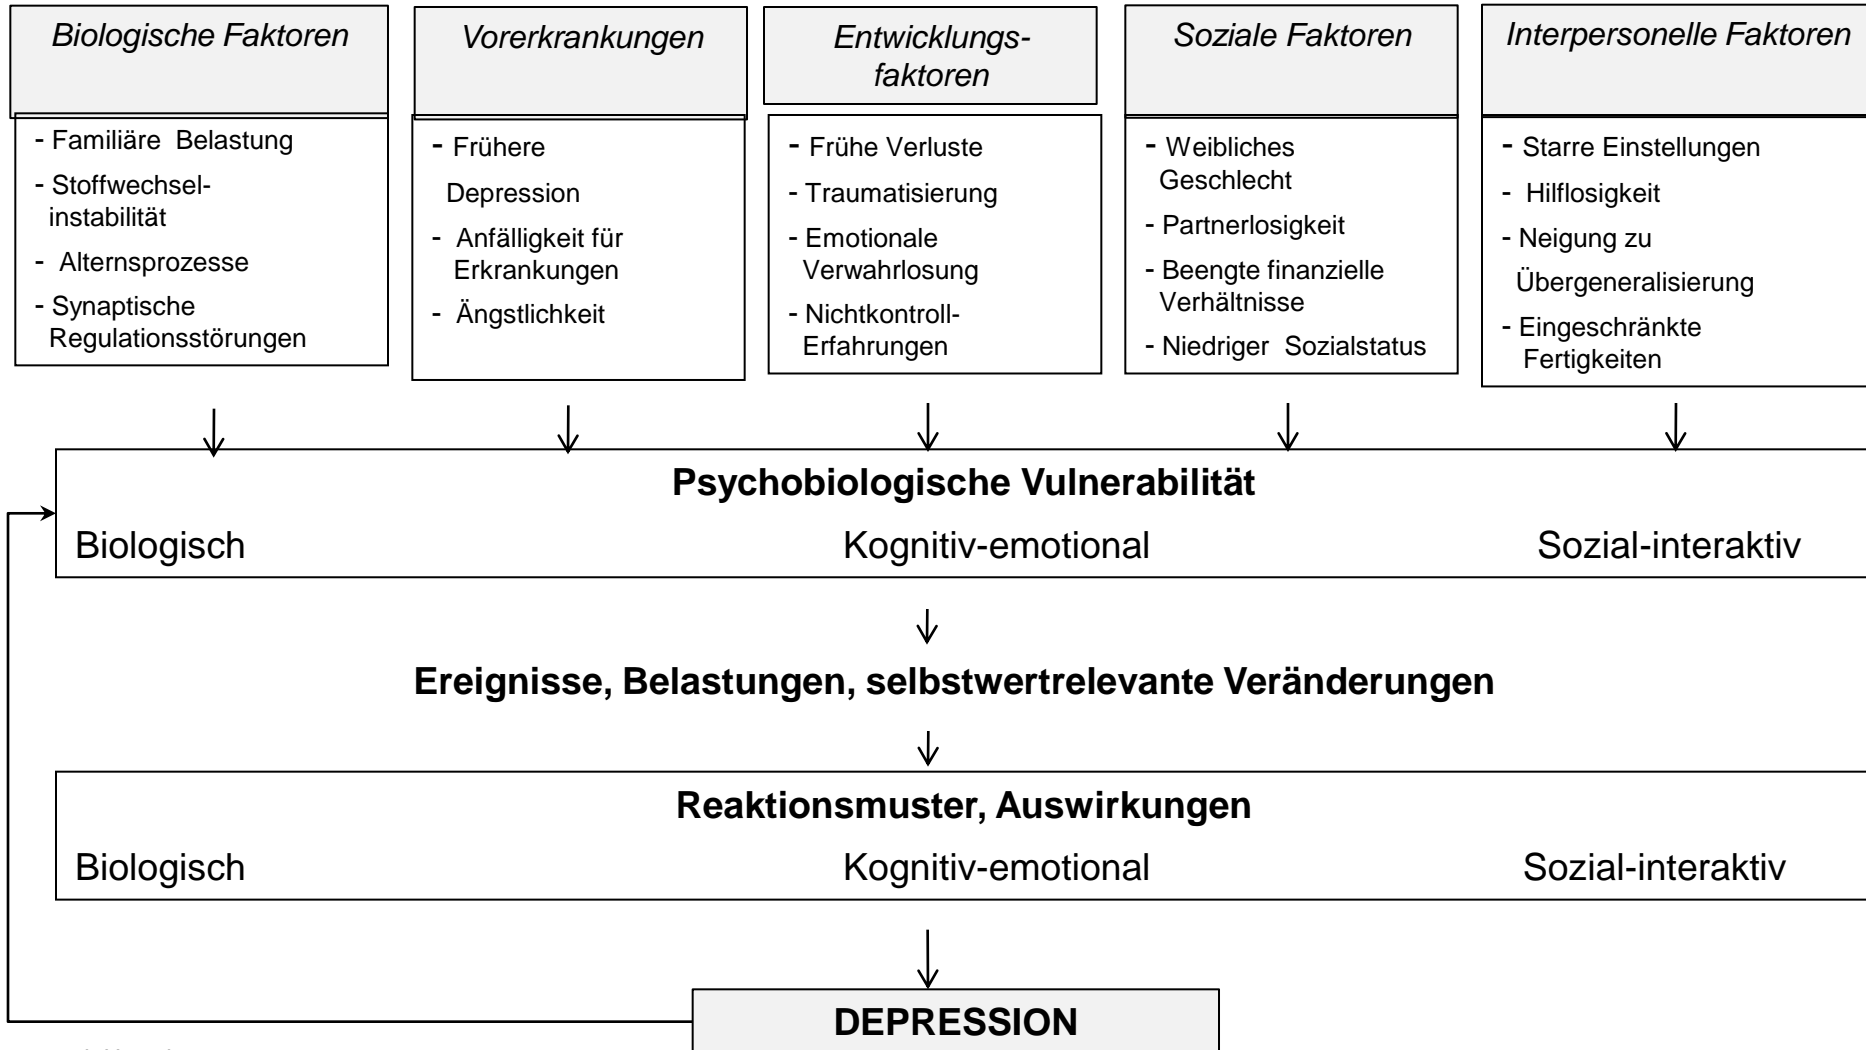 Biologische Faktoren
- Familiäre Belastung
- Stoffwechsel-
instabilität
- Alternsprozesse
- Synaptische
Regulationsstörungen
Vorerkrankungen
- Frühere
Depression
- Anfälligkeit für
Erkrankungen
- Ängstlichkeit
Entwicklungs-
faktoren
- Frühe Verluste
- Traumatisierung
- Emotionale
Verwahrlosung
- Nichtkontroll-
Erfahrungen
Soziale Faktoren
- Weibliches
Geschlecht
- Partnerlosigkeit
- Beengte finanzielle
Verhältnisse
- Niedriger Sozialstatus
Interpersonelle Faktoren
- Starre Einstellungen
- Hilflosigkeit
- Neigung zu
Übergeneralisierung
- Eingeschränkte
Fertigkeiten
Psychobiologische Vulnerabilität
Biologisch Kognitiv-emotional Sozial-interaktiv
Ereignisse, Belastungen, selbstwertrelevante Veränderungen
Reaktionsmuster, Auswirkungen
Biologisch Kognitiv-emotional Sozial-interaktiv
DEPRESSION